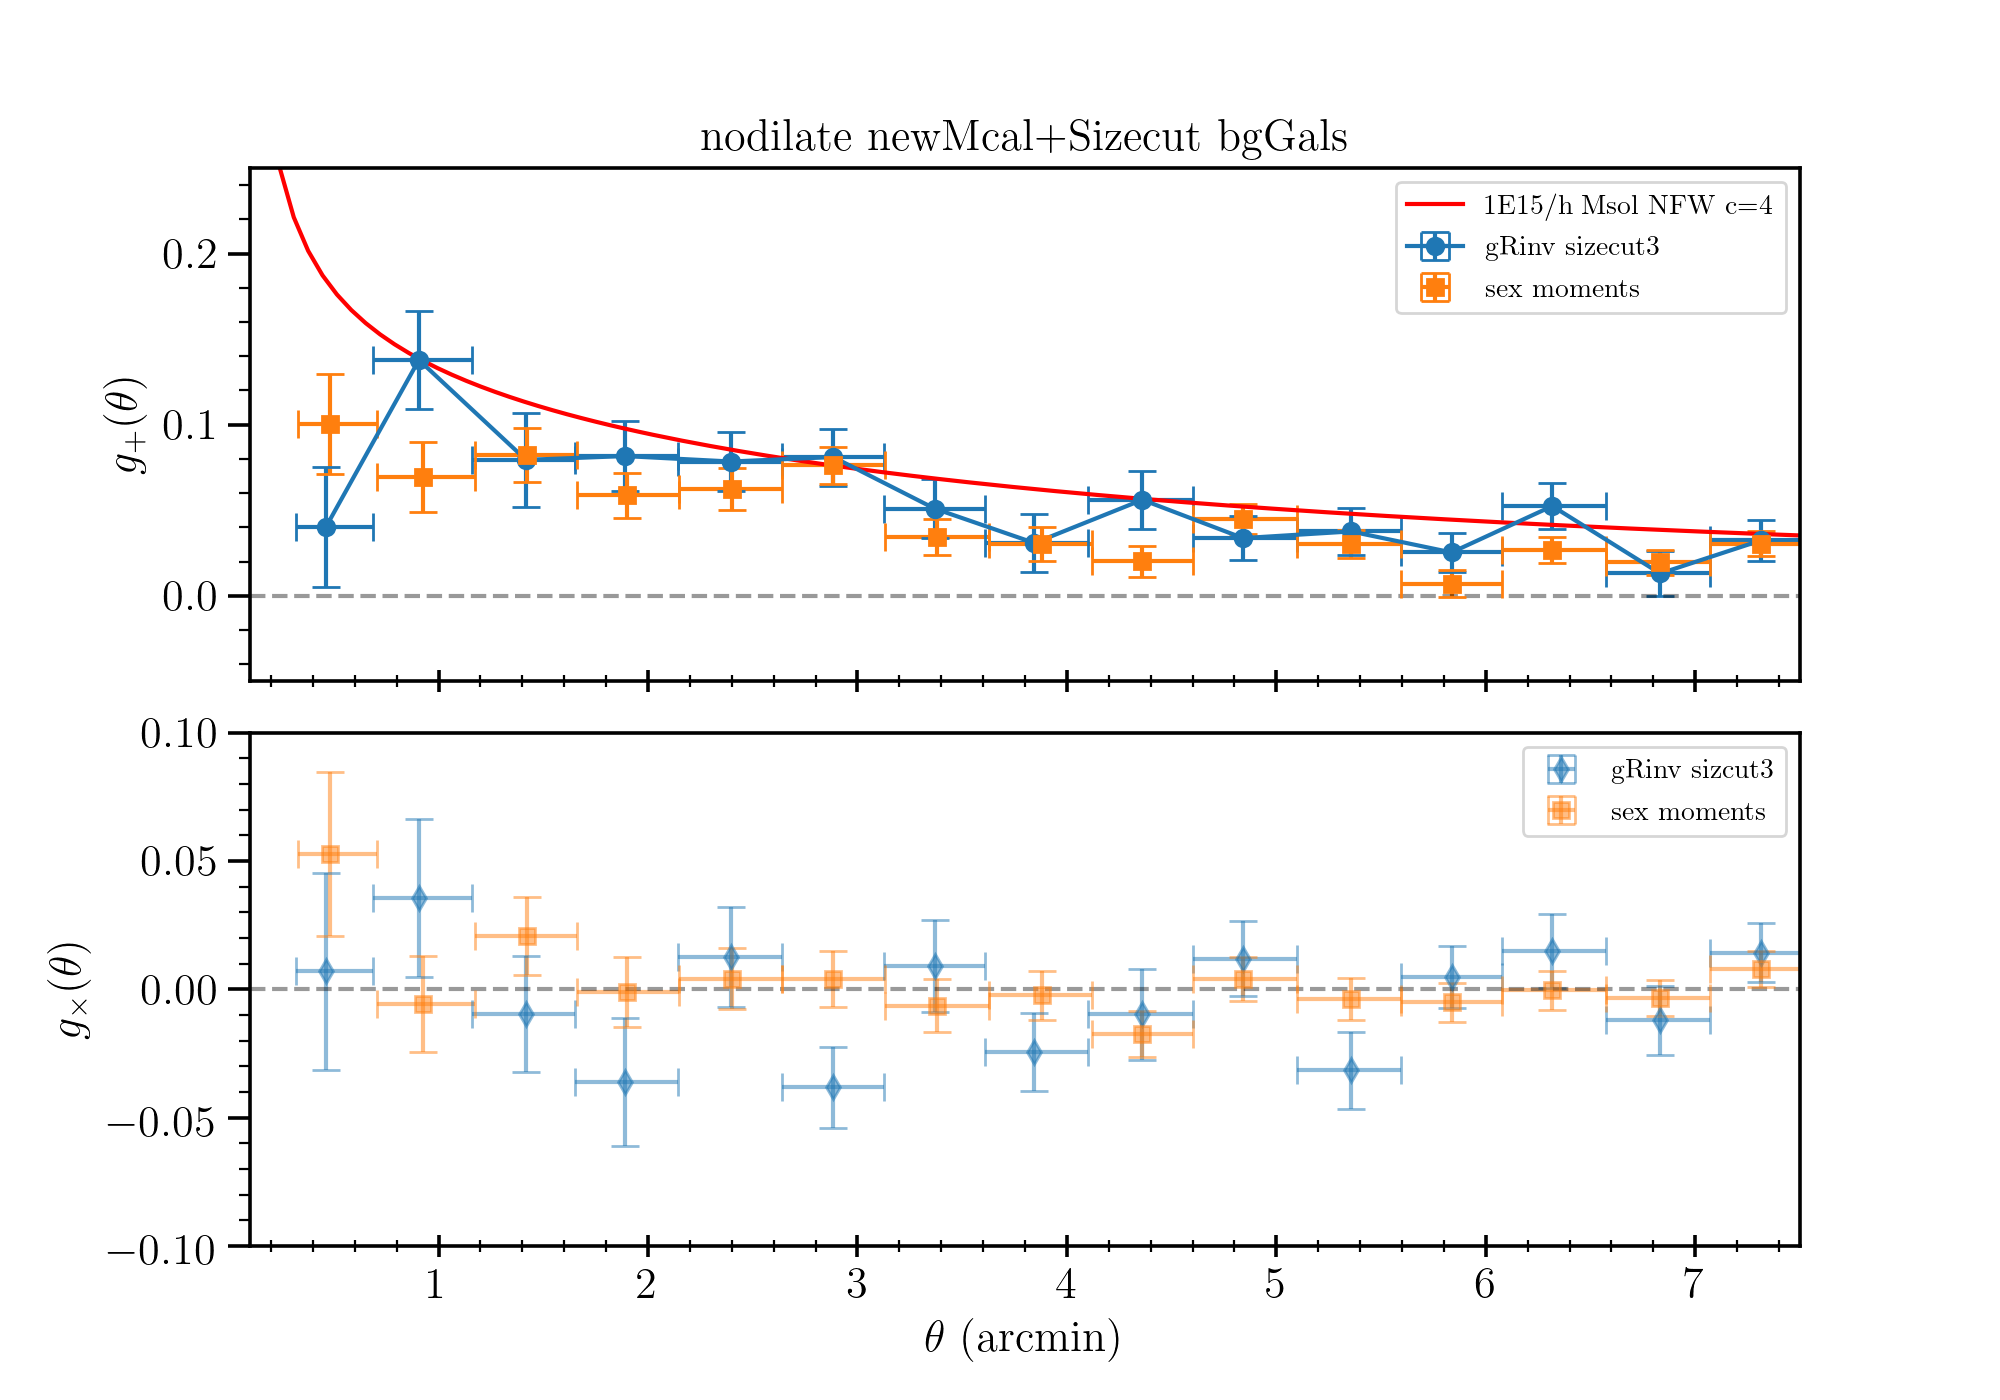 nodilate newMcal+Sizecut bgGals
1E15/h Msol NFW c=4
gRinv sizecut3
sex moments
g₊(θ)
0.2
0.1
0.0
gRinv sizcut3
sex moments
g×(θ)
0.10
0.05
0.00
−0.05
−0.10
1 2 3 4 5 6 7
θ (arcmin)